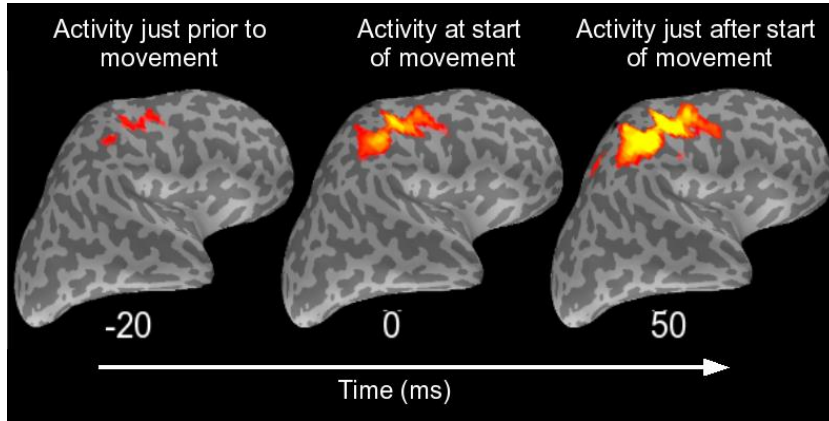 Activity just prior to
movement
Activity at start
of movement
Activity just after start
of movement
-20
0
50
Time (ms)